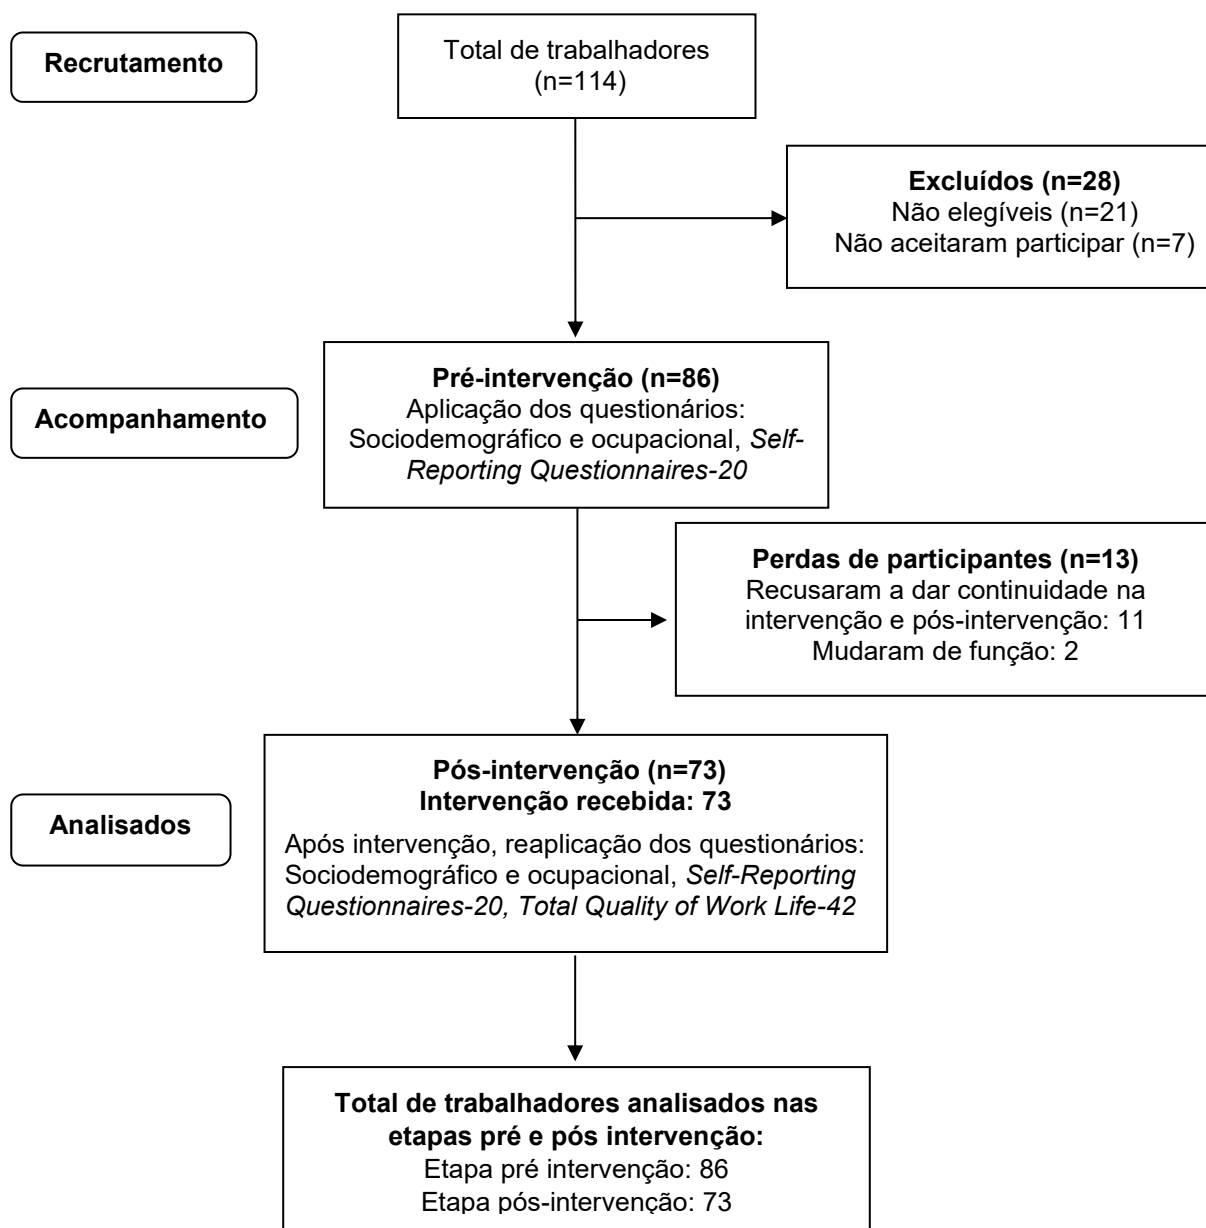 Recrutamento
Total de trabalhadores
(n=114)
Excluídos (n=28)
Não elegíveis (n=21)
Não aceitaram participar (n=7)
Acompanhamento
Pré-intervenção (n=86)
Aplicação dos questionários:
Sociodemográfico e ocupacional, Self-
Reporting Questionnaires-20
Perdas de participantes (n=13)
Recusaram a dar continuidade na
intervenção e pós-intervenção: 11
Mudaram de função: 2
Analisados
Pós-intervenção (n=73)
Intervenção recebida: 73
Após intervenção, reaplicação dos questionários:
Sociodemográfico e ocupacional, Self-Reporting
Questionnaires-20, Total Quality of Work Life-42
Total de trabalhadores analisados nas
etapas pré e pós intervenção:
Etapa pré intervenção: 86
Etapa pós-intervenção: 73